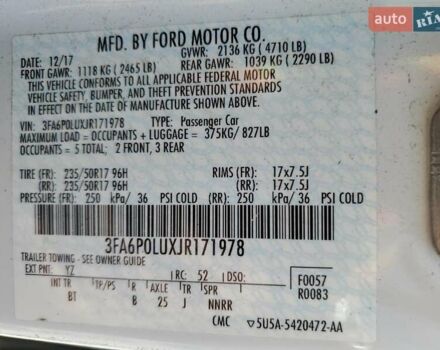 AUTO RIA
MFD. BY FORD MOTOR CO.
12/17 GVWR: 2136 KG (4710 LB)
FRONT GAWR: 1118 KG (2465 LB) REAR GAWR: 1039 KG (2290 LB)
THIS VEHICLE CONFORMS TO ALL APPLICABLE FEDERAL MOTOR
VEHICLE SAFETY, BUMPER, AND THEFT PREVENTION STANDARDS
IN EFFECT ON THE DATE OF MANUFACTURE SHOWN ABOVE.
VIN: 3FA6P0LUXJR171978 TYPE: Passenger Car
MAXIMUM LOAD = OCCUPANTS + LUGGAGE = 375KG/ 827LB
OCCUPANTS = 5 TOTAL; 2 FRONT, 3 REAR
TIRE (FR): 235/50R17 96H RIMS (FR): 17x7.5J
(RR): 235/50R17 96H (RR): 17x7.5J
PRESSURE (FR): 250 kPa/ 36 PSI COLD (RR): 250 kPa/ 36 PSI COLD
3FA6P0LUXJR171978
TRAILER TOWING - SEE OWNER GUIDE
EXT PNT: YZ RC: 52 DSO: F0057
INT TR TP/PS R AXLE TR SPR R0083
BT B 25 J NNRR
CMC 5U5A-5420472-AA